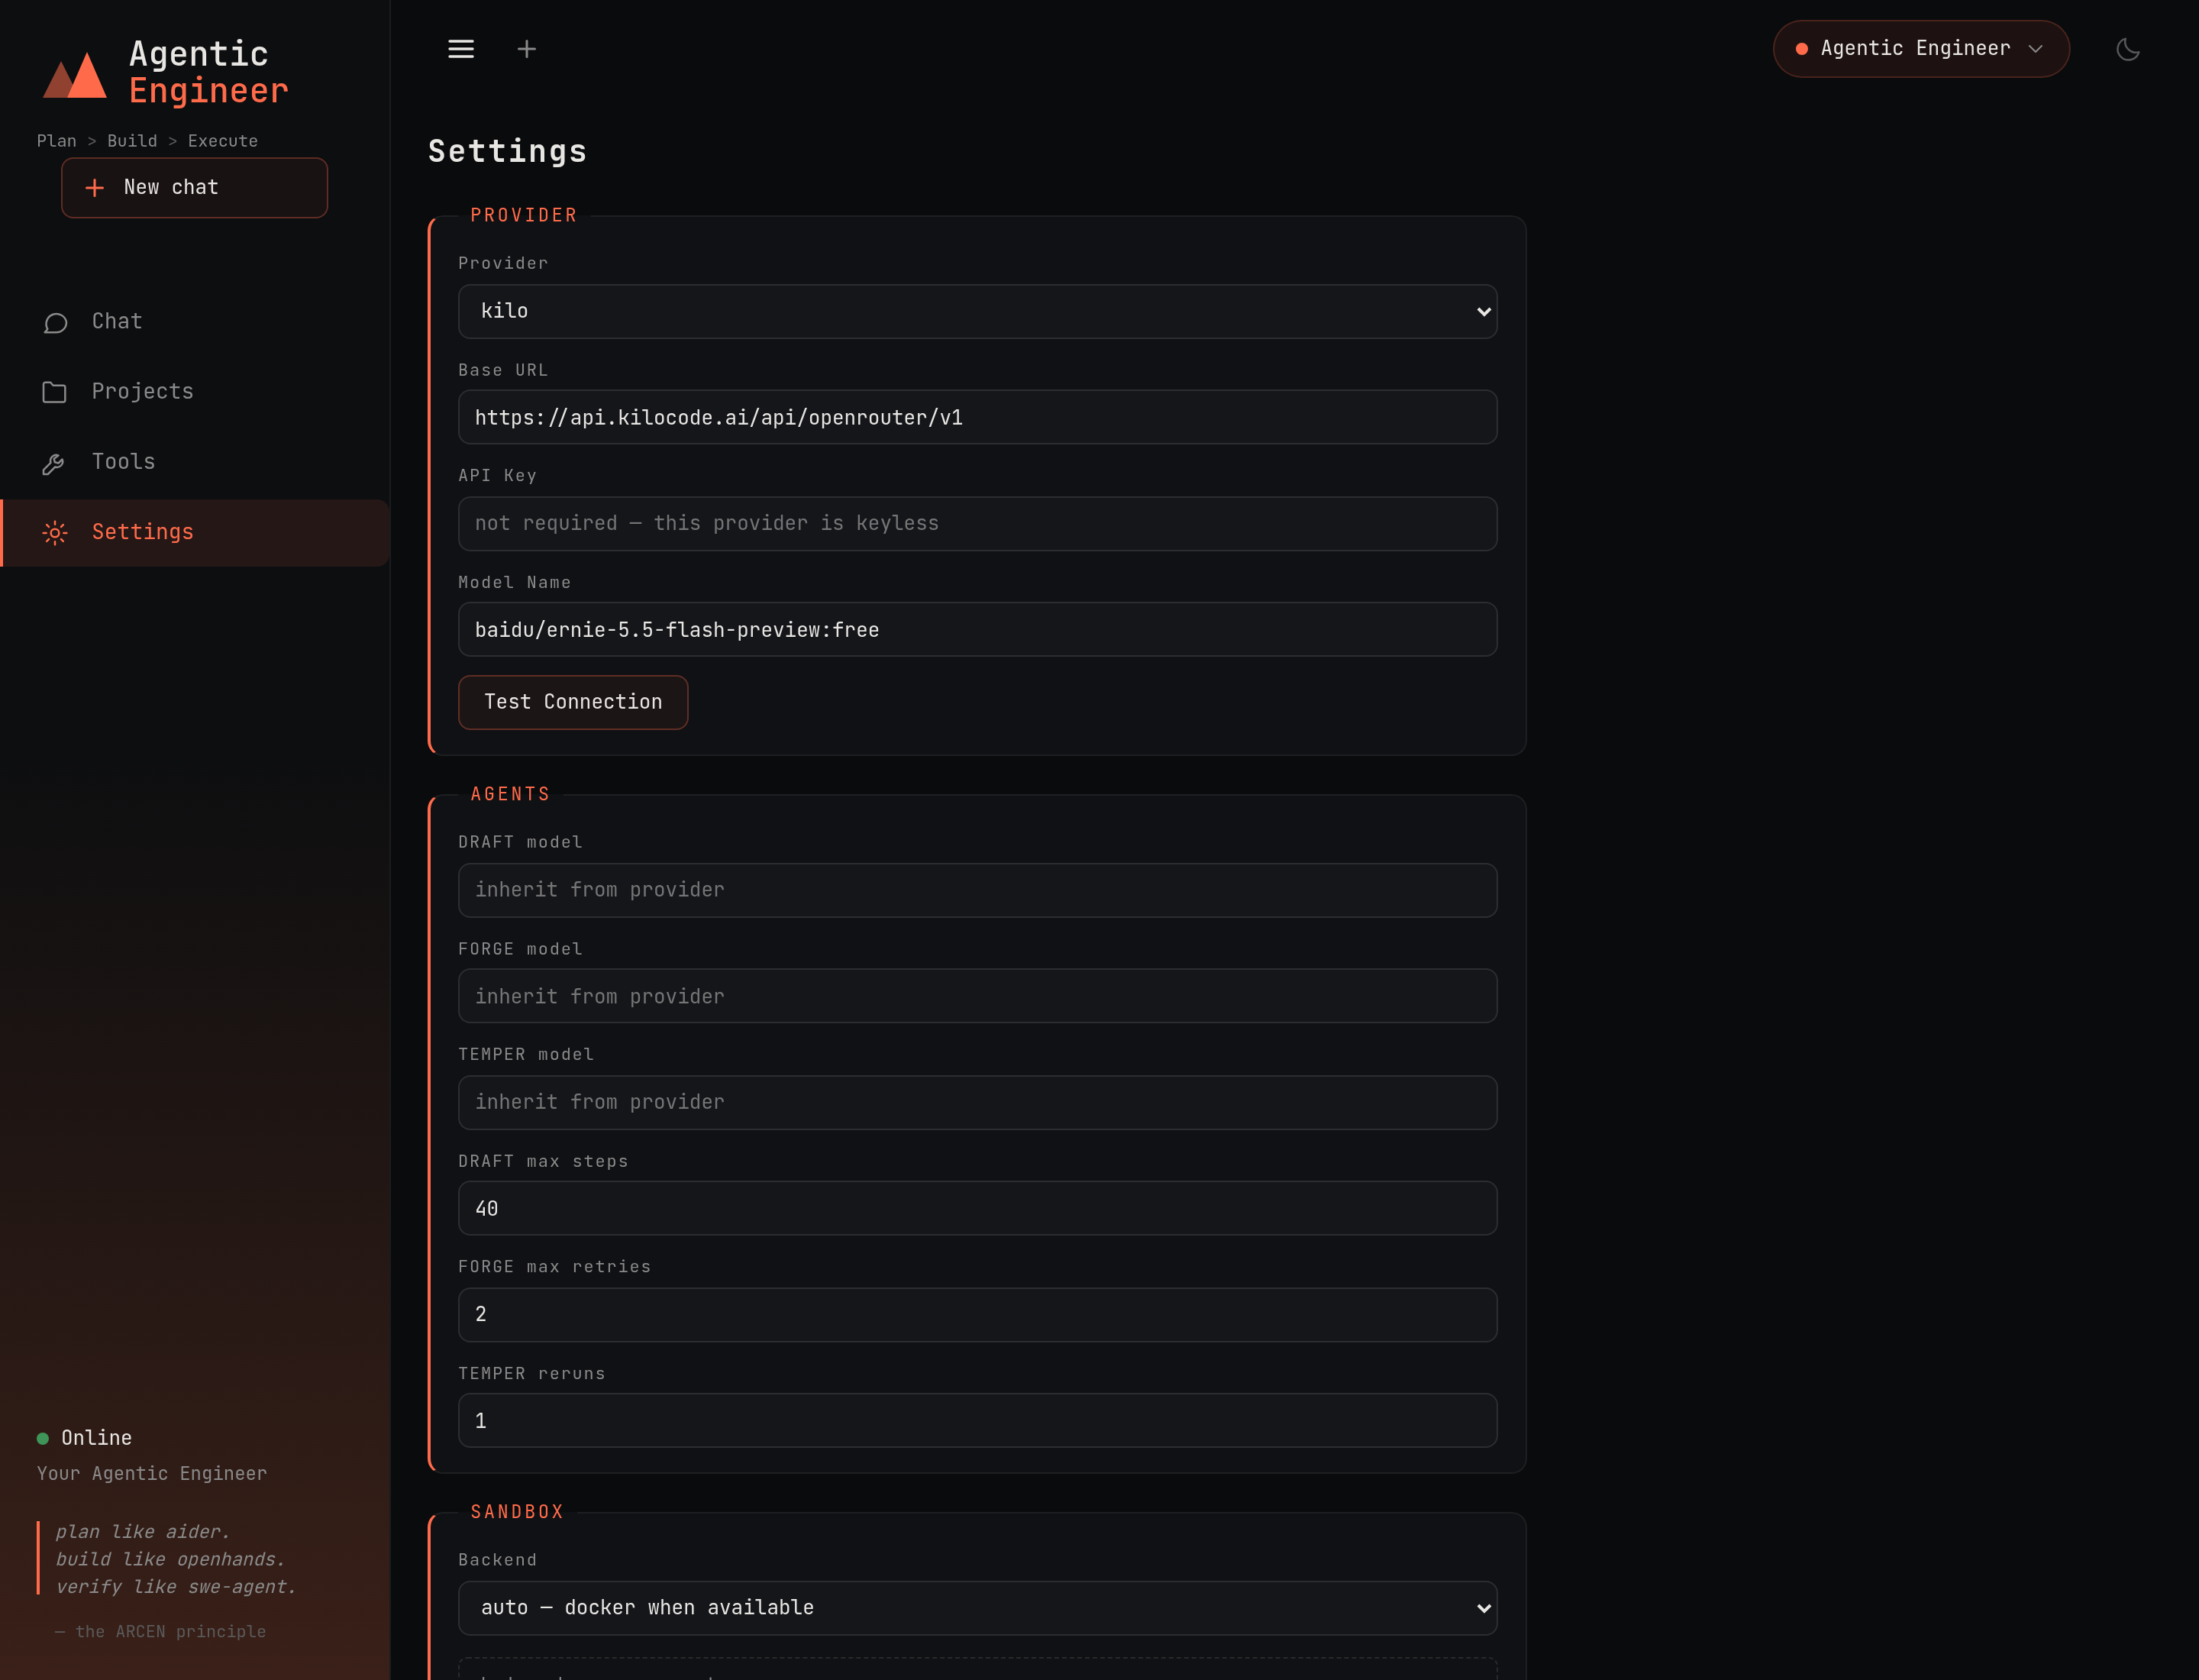 Agentic
Engineer
Plan > Build > Execute
New chat
Chat
Projects
Tools
Settings
Online
Your Agentic Engineer
plan like aider.
build like openhands.
verify like swe-agent.
— the ARCEN principle
Agentic Engineer
Settings
PROVIDER
Provider
kilo
Base URL
https://api.kilocode.ai/api/openrouter/v1
API Key
not required — this provider is keyless
Model Name
baidu/ernie-5.5-flash-preview:free
Test Connection
AGENTS
DRAFT model
inherit from provider
FORGE model
inherit from provider
TEMPER model
inherit from provider
DRAFT max steps
40
FORGE max retries
2
TEMPER reruns
1
SANDBOX
Backend
auto — docker when available